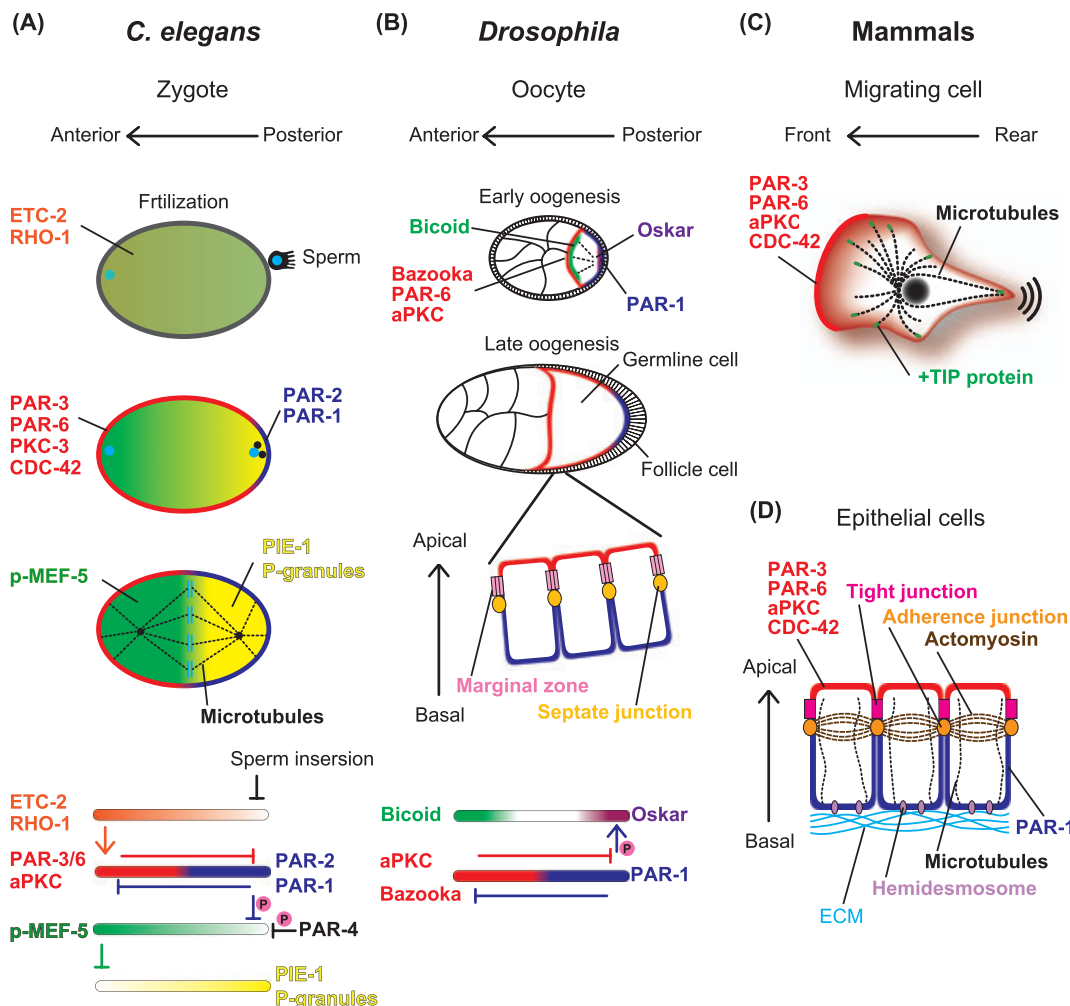 (A)
C. elegans
Zygote
Anterior
Posterior
Frtilization
ETC-2
RHO-1
Sperm
PAR-3
PAR-6
PKC-3
CDC-42
PAR-2
PAR-1
p-MEF-5
PIE-1
P-granules
Microtubules
Sperm insersion
ETC-2
RHO-1
PAR-3/6
aPKC
PAR-2
PAR-1
P
P
p-MEF-5
PAR-4
PIE-1
P-granules
(B)
Drosophila
Oocyte
Anterior
Posterior
Early oogenesis
Bicoid
Oskar
Bazooka
PAR-6
aPKC
PAR-1
Late oogenesis
Germline cell
Follicle cell
Apical
Marginal zone
Septate junction
Basal
Bicoid
Oskar
P
aPKC
PAR-1
Bazooka
(C)
Mammals
Migrating cell
Front
Rear
PAR-3
PAR-6
aPKC
CDC-42
Microtubules
+TIP protein
(D)
Epithelial cells
PAR-3
PAR-6
aPKC
CDC-42
Tight junction
Adherence junction
Actomyosin
Apical
Basal
PAR-1
Microtubules
Hemidesmosome
ECM